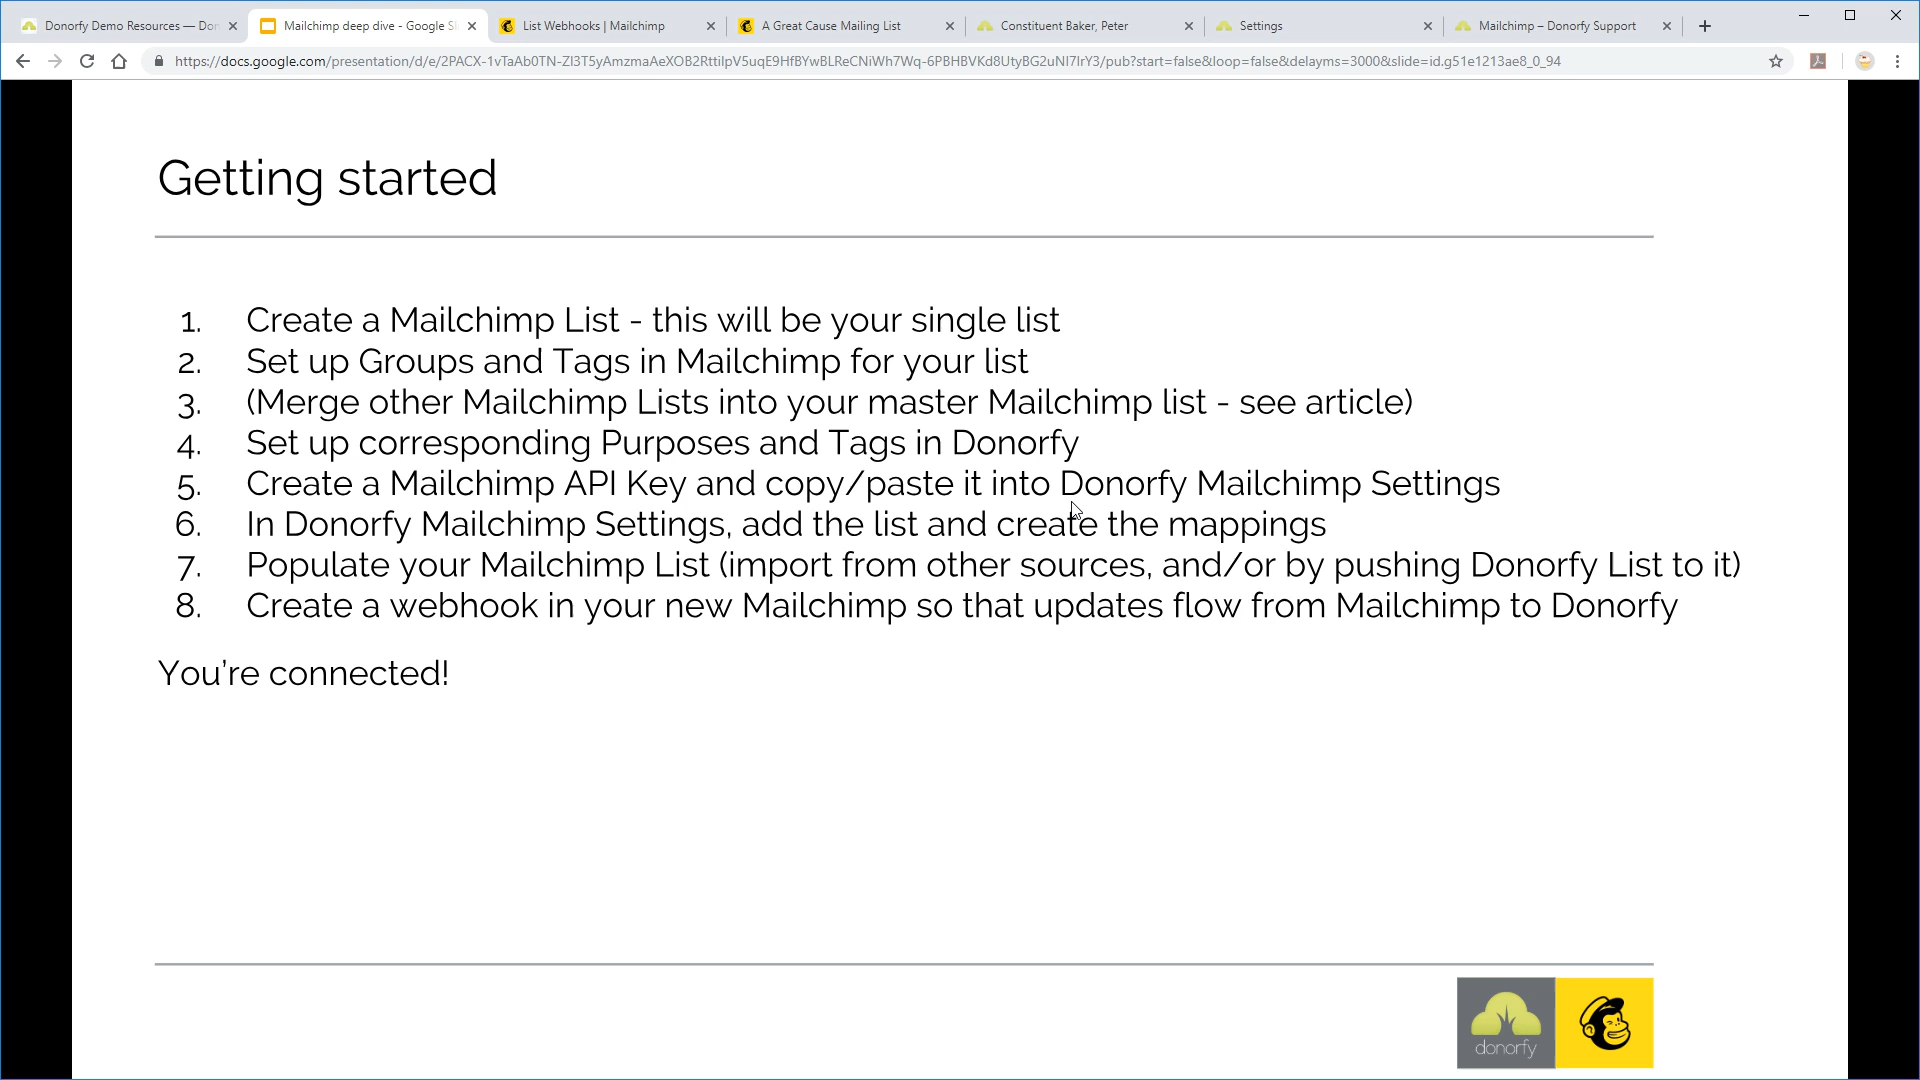 Donorfy Demo Resources — Don
Mailchimp deep dive - Google Sl
List Webhooks | Mailchimp
A Great Cause Mailing List
Constituent Baker, Peter
Settings
Mailchimp – Donorfy Support
https://docs.google.com/presentation/d/e/2PACX-1vTaAb0TN-Zl3T5yAmzmaAeXOB2RttilpV5uqE9HfBYwBLReCNiWh7Wq-6PBHBVKd8UtyBG2uNl7IrY3/pub?start=false&loop=false&delayms=3000&slide=id.g51e1213ae8_0_94
Getting started
1. Create a Mailchimp List - this will be your single list
2. Set up Groups and Tags in Mailchimp for your list
3. (Merge other Mailchimp Lists into your master Mailchimp list - see article)
4. Set up corresponding Purposes and Tags in Donorfy
5. Create a Mailchimp API Key and copy/paste it into Donorfy Mailchimp Settings
6. In Donorfy Mailchimp Settings, add the list and create the mappings
7. Populate your Mailchimp List (import from other sources, and/or by pushing Donorfy List to it)
8. Create a webhook in your new Mailchimp so that updates flow from Mailchimp to Donorfy
You're connected!
donorfy